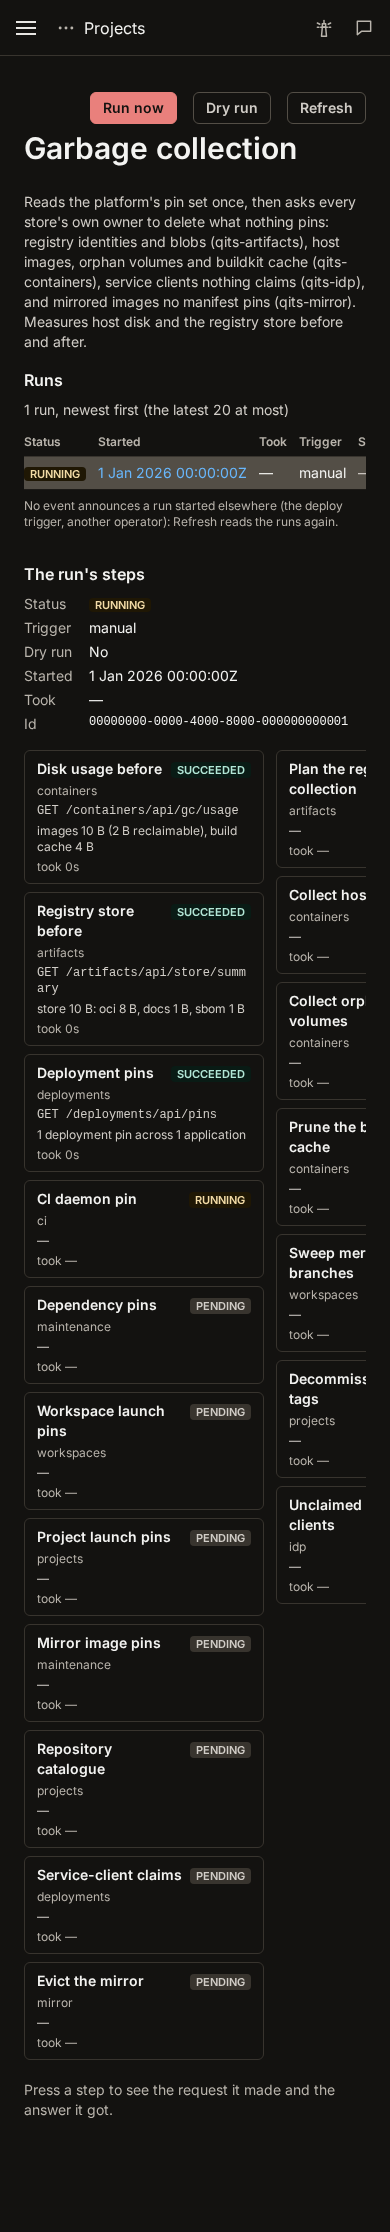 Projects
Run now
Dry run
Refresh
Garbage collection
Reads the platform's pin set once, then asks every
store's own owner to delete what nothing pins:
registry identities and blobs (qits-artifacts), host
images, orphan volumes and buildkit cache (qits-
containers), service clients nothing claims (qits-idp),
and mirrored images no manifest pins (qits-mirror).
Measures host disk and the registry store before
and after.
Runs
1 run, newest first (the latest 20 at most)
Status Started Took Trigger S
RUNNING 1 Jan 2026 00:00:00Z — manual —
No event announces a run started elsewhere (the deploy
trigger, another operator): Refresh reads the runs again.
The run's steps
Status RUNNING
Trigger manual
Dry run No
Started 1 Jan 2026 00:00:00Z
Took —
Id 00000000-0000-4000-8000-000000000001
Disk usage before SUCCEEDED
containers
GET /containers/api/gc/usage
images 10 B (2 B reclaimable), build
cache 4 B
took 0s
Registry store SUCCEEDED
before
artifacts
GET /artifacts/api/store/summ
ary
store 10 B: oci 8 B, docs 1 B, sbom 1 B
took 0s
Deployment pins SUCCEEDED
deployments
GET /deployments/api/pins
1 deployment pin across 1 application
took 0s
CI daemon pin RUNNING
ci
—
took —
Dependency pins PENDING
maintenance
—
took —
Workspace launch PENDING
pins
workspaces
—
took —
Project launch pins PENDING
projects
—
took —
Mirror image pins PENDING
maintenance
—
took —
Repository PENDING
catalogue
projects
—
took —
Service-client claims PENDING
deployments
—
took —
Evict the mirror PENDING
mirror
—
took —
Plan the reg
collection
artifacts
—
took —
Collect hos
containers
—
took —
Collect orp
volumes
containers
—
took —
Prune the b
cache
containers
—
took —
Sweep mer
branches
workspaces
—
took —
Decommiss
tags
projects
—
took —
Unclaimed
clients
idp
—
took —
Press a step to see the request it made and the
answer it got.